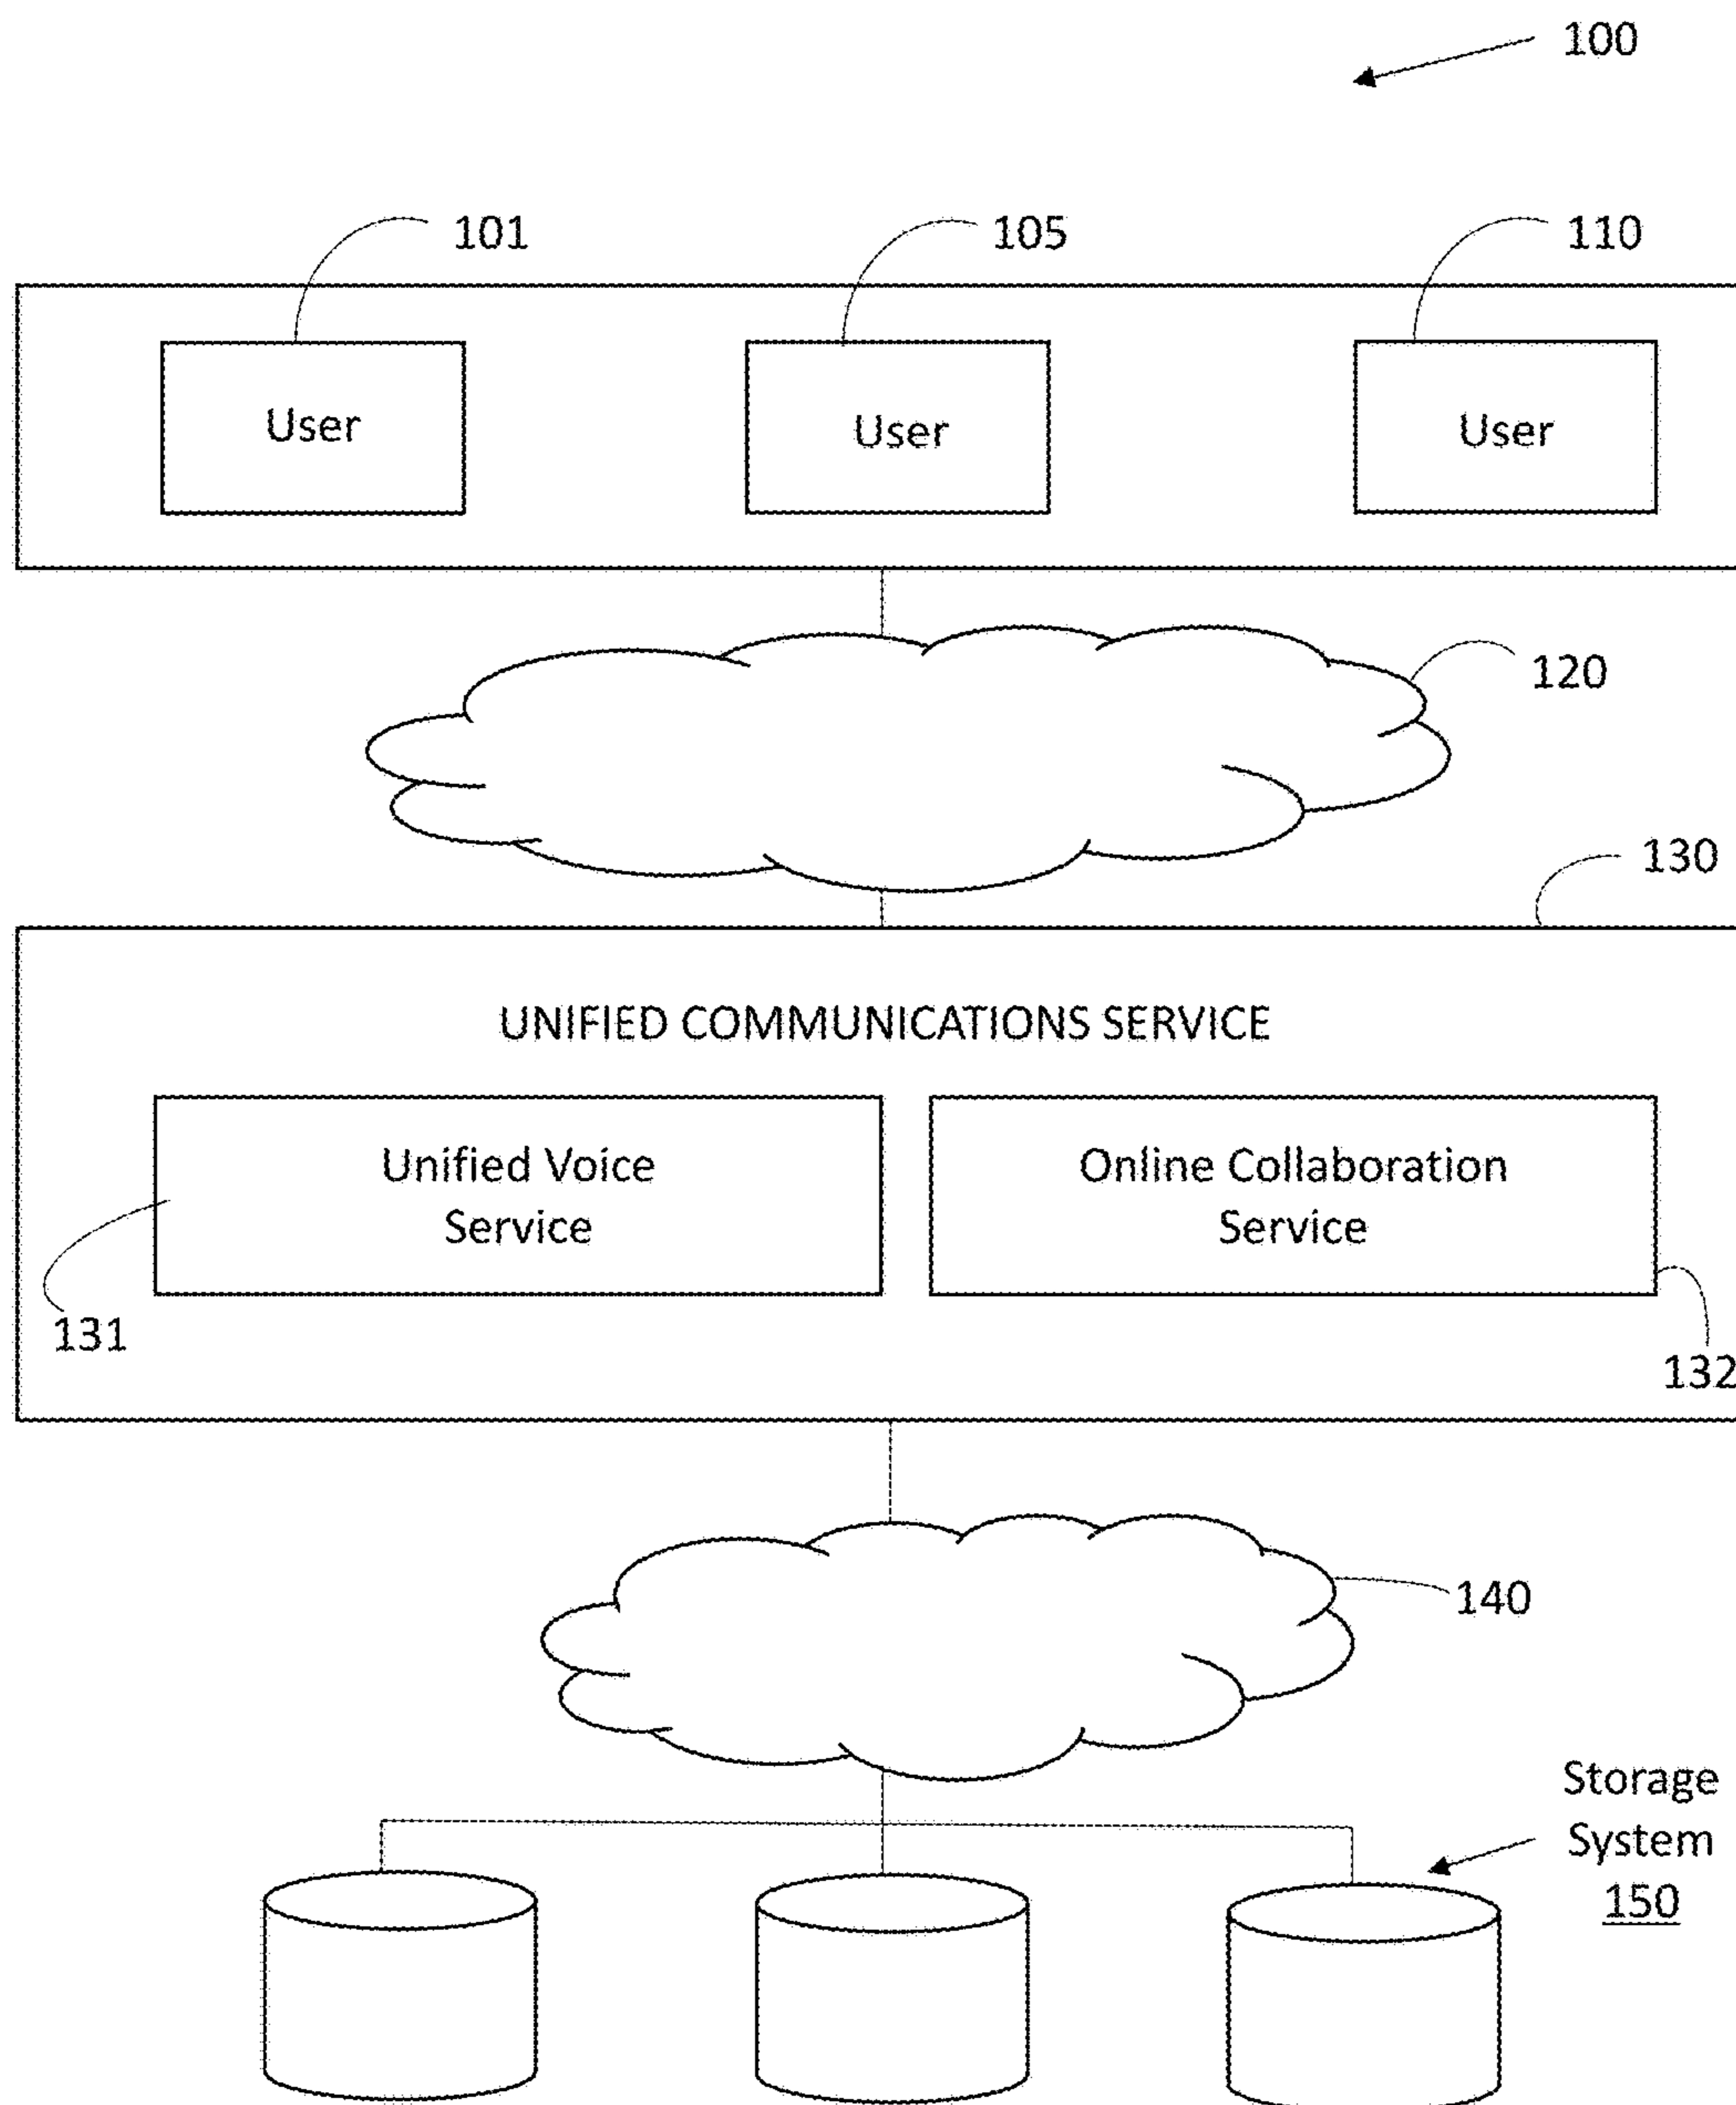 100
101
105
110
User
User
User
120
130
UNIFIED COMMUNICATIONS SERVICE
Unified Voice
Service
Online Collaboration
Service
131
132
140
Storage
System
150